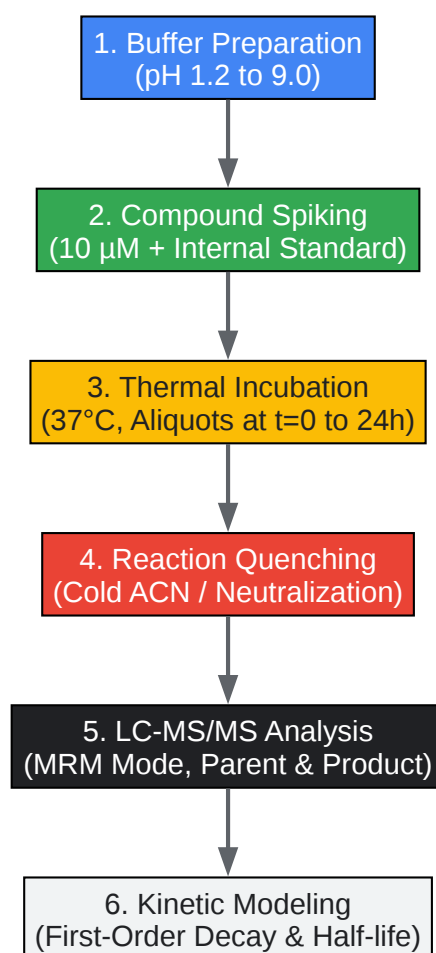 1. Buffer Preparation
(pH 1.2 to 9.0)
2. Compound Spiking
(10 µM + Internal Standard)
3. Thermal Incubation
(37°C, Aliquots at t=0 to 24h)
4. Reaction Quenching
(Cold ACN / Neutralization)
5. LC-MS/MS Analysis
(MRM Mode, Parent & Product)
6. Kinetic Modeling
(First-Order Decay & Half-life)